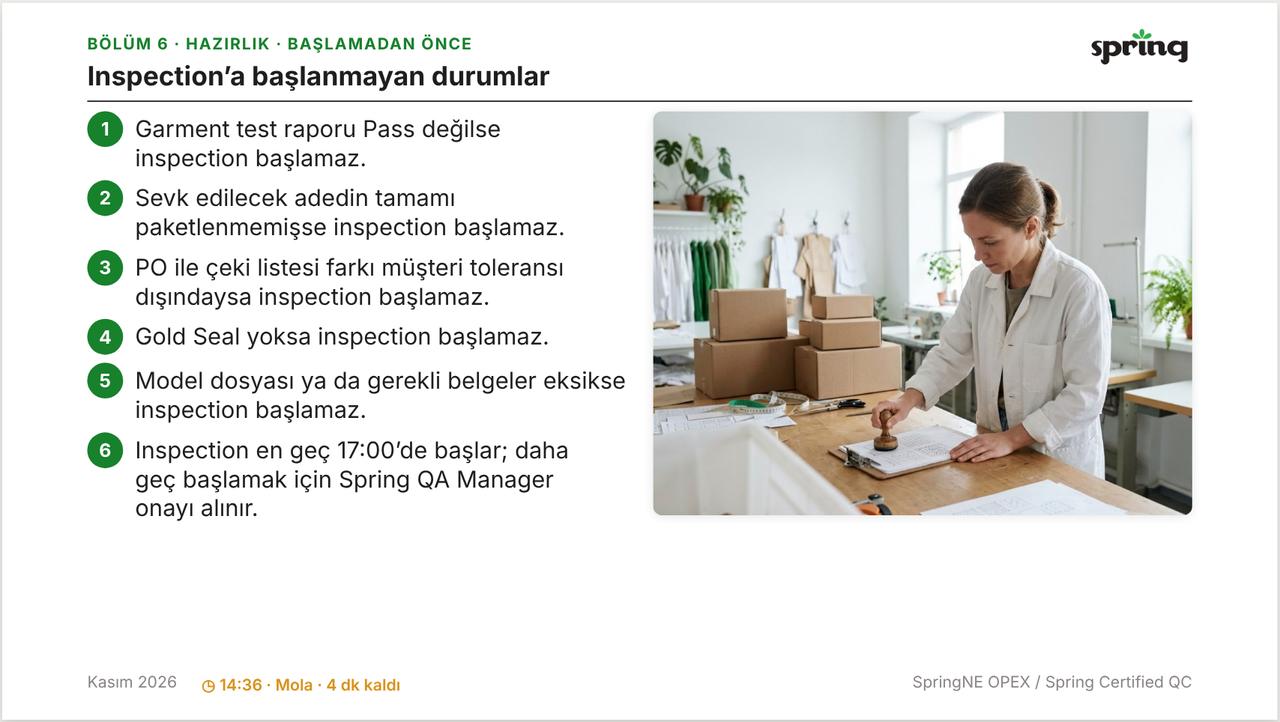 BÖLÜM 6 · HAZIRLIK · BAŞLAMADAN ÖNCE
spring
Inspection’a başlanmayan durumlar
1 Garment test raporu Pass değilse
inspection başlamaz.
2 Sevk edilecek adedin tamamı
paketlenmemişse inspection başlamaz.
3 PO ile çeki listesi farkı müşteri toleransı
dışındaysa inspection başlamaz.
4 Gold Seal yoksa inspection başlamaz.
5 Model dosyası ya da gerekli belgeler eksikse
inspection başlamaz.
6 Inspection en geç 17:00’de başlar; daha
geç başlamak için Spring QA Manager
onayı alınır.
Kasım 2026
14:36 · Mola · 4 dk kaldı
SpringNE OPEX / Spring Certified QC